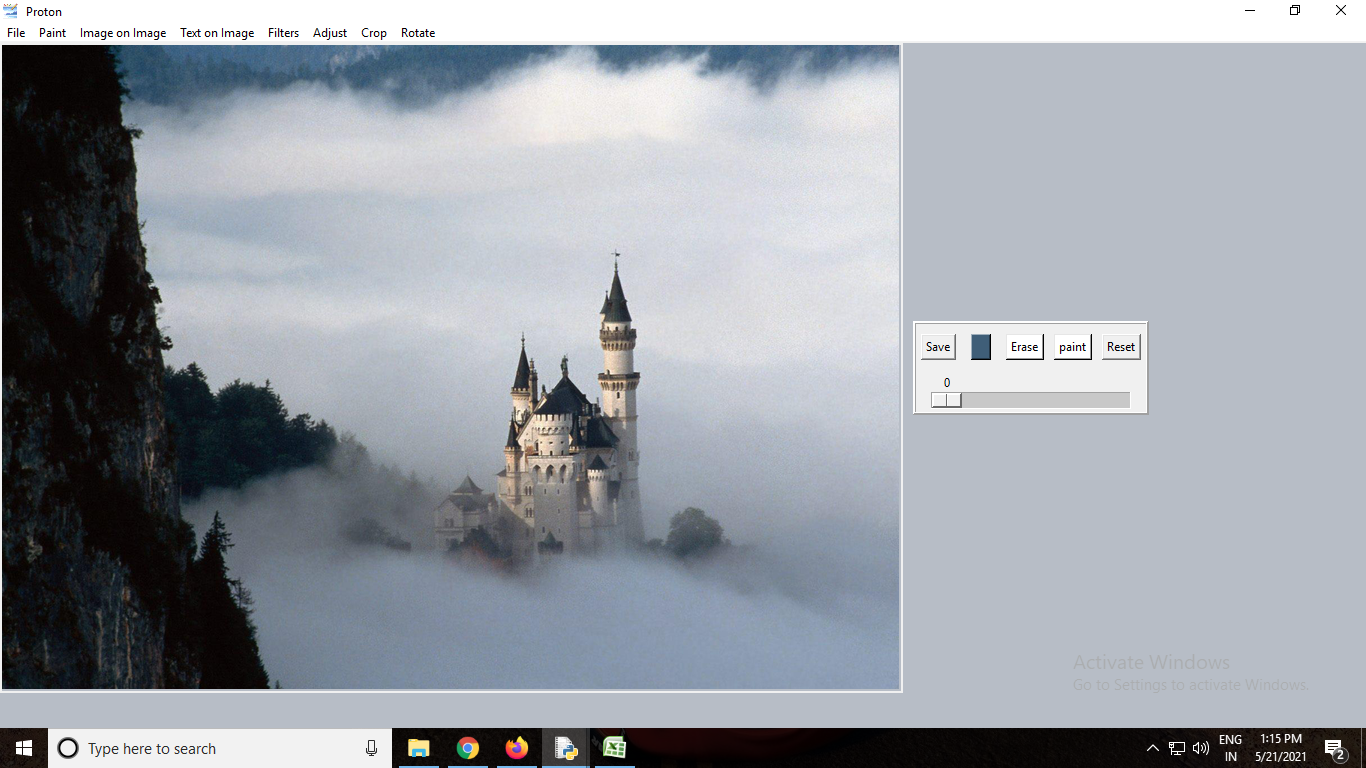 Proton
File Paint Image on Image Text on Image Filters Adjust Crop Rotate
Save Erase paint Reset
0
Activate Windows
Go to Settings to activate Windows.
Type here to search
ENG 1:15 PM
IN 5/21/2021
2